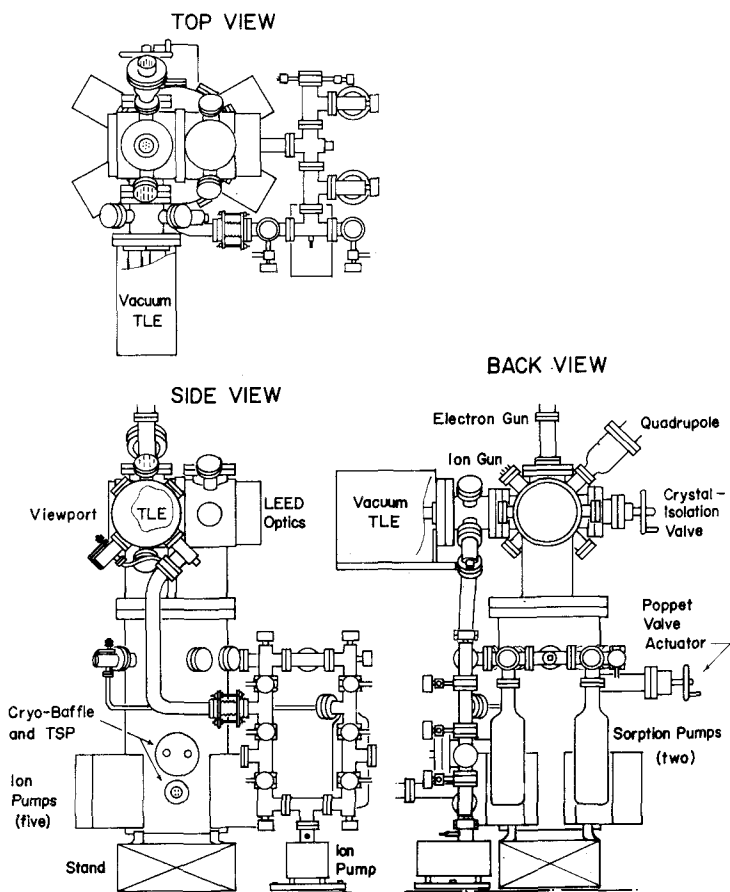 TOP VIEW
Vacuum
TLE
SIDE VIEW
Viewport
TLE
LEED
Optics
Cryo-Baffle
and TSP
Ion
Pumps
(five)
Stand
Ion
Pump
BACK VIEW
Electron Gun
Quadrupole
Ion Gun
Vacuum
TLE
Crystal-
Isolation
Valve
Poppet
Valve
Actuator
Sorption Pumps
(two)